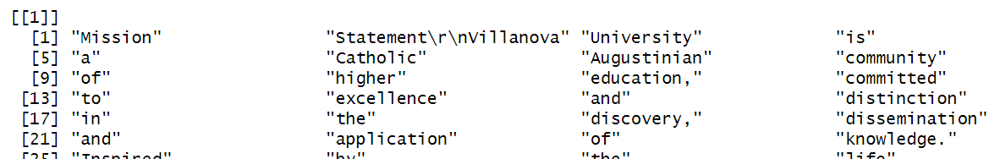 [[1]]
[1] "Mission" "Statement\r\nVillanova" "University" "is"
[5] "a" "Catholic" "Augustinian" "community"
[9] "of" "higher" "education," "committed"
[13] "to" "excellence" "and" "distinction"
[17] "in" "the" "discovery," "dissemination"
[21] "and" "application" "of" "knowledge."
[25] "Inspired" "by" "the" "life"